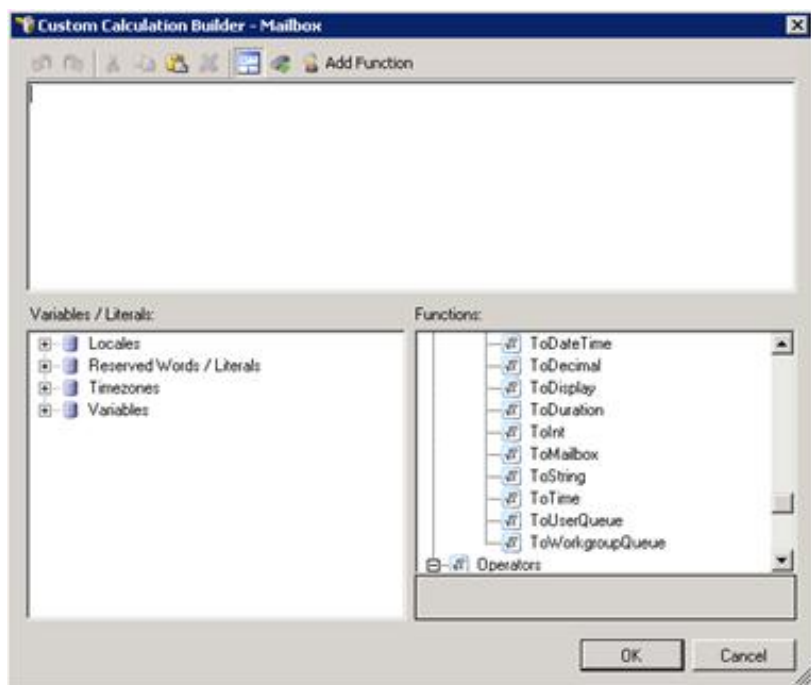 Custom Calculation Builder - Mailbox
Add Function
Variables / Literals:
Locales
Reserved Words / Literals
Timezones
Variables
Functions:
ToDateTime
ToDecimal
ToDisplay
ToDuration
ToInt
ToMailbox
ToString
ToTime
ToUserQueue
ToWorkgroupQueue
Operators
OK
Cancel